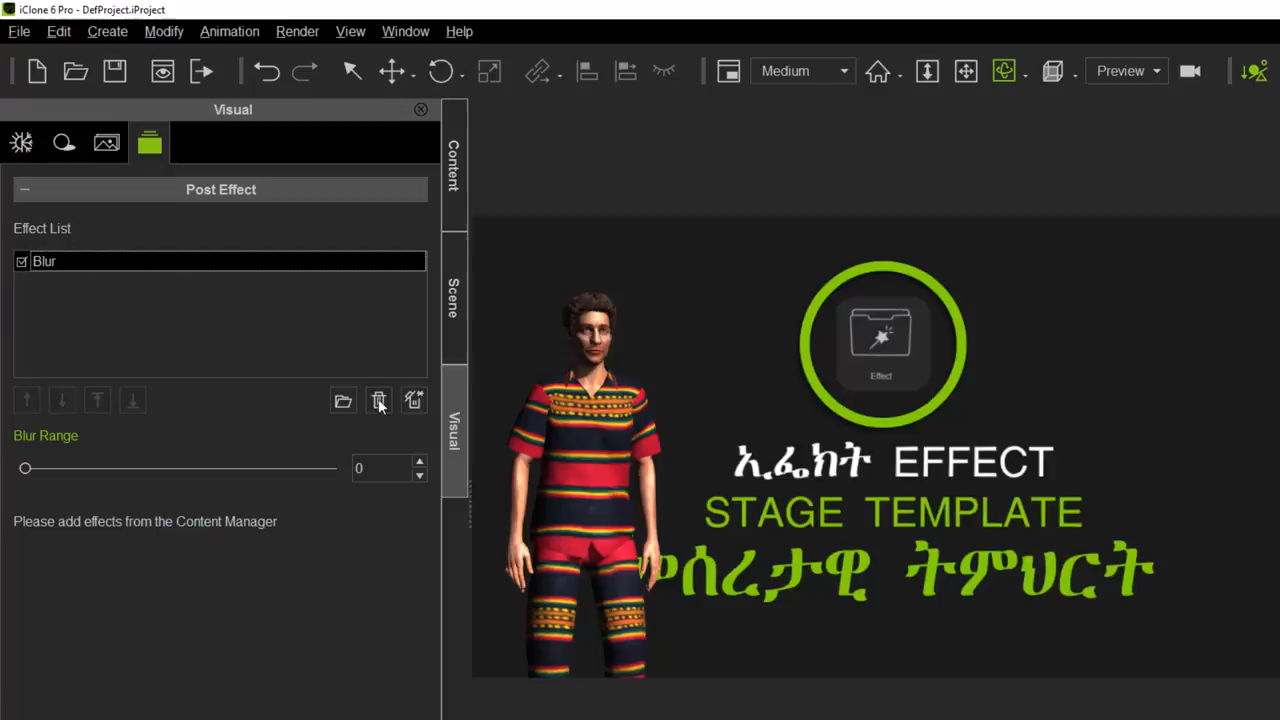 iClone 6 Pro - DefProject.iProject
File Edit Create Modify Animation Render View Window Help
Medium Preview
Visual
Content
Post Effect
Effect List
Blur
Scene
Effect
Blur Range
Visual
0
ኢፌክት EFFECT
STAGE TEMPLATE
Please add effects from the Content Manager
መሰረታዊ ትምህርት